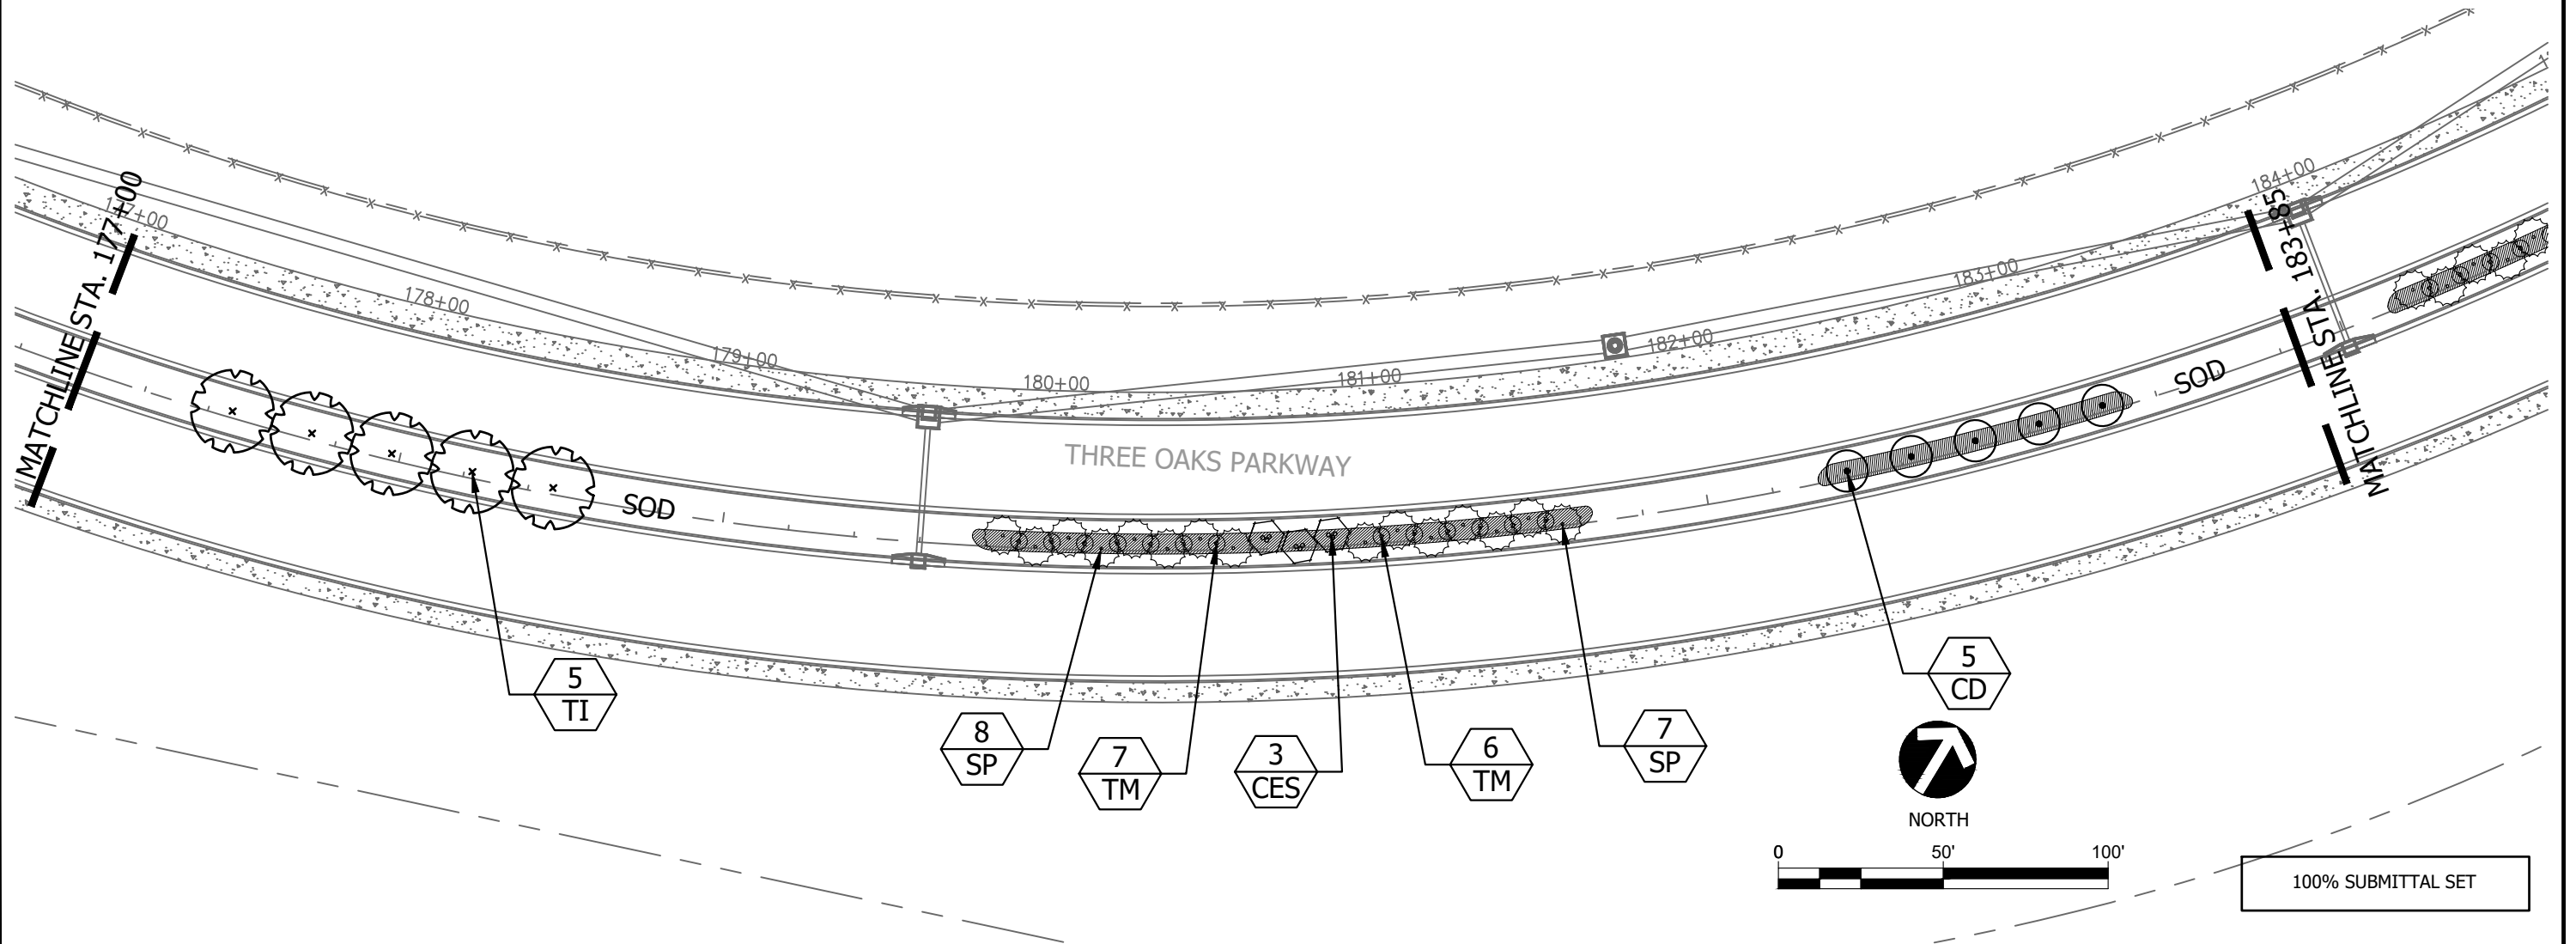 MATCHLINE STA. 177+00
177+00
178+00
179+00
180+00
181+00
182+00
183+00
184+00
MATCHLINE STA. 183+85
THREE OAKS PARKWAY
SOD
SOD
5
TI
8
SP
7
TM
3
CES
6
TM
7
SP
5
CD
NORTH
0 50' 100'
100% SUBMITTAL SET